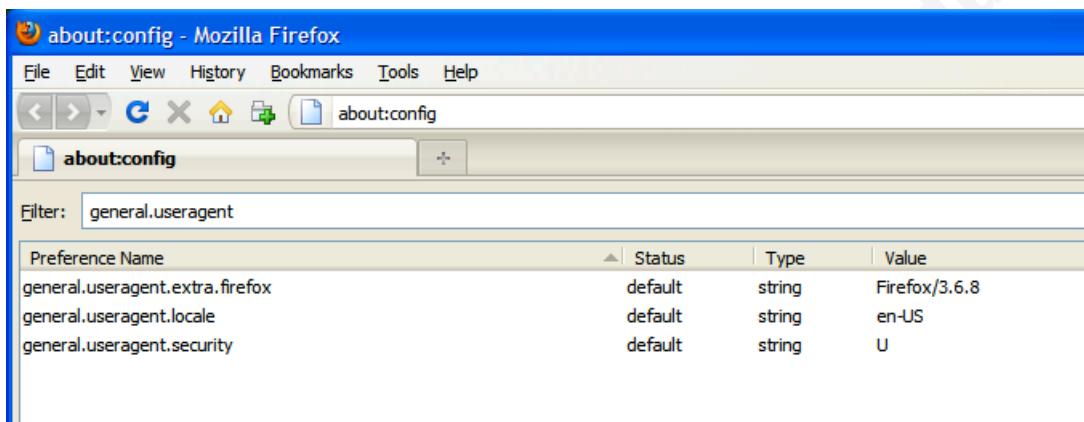 about:config - Mozilla Firefox
File Edit View History Bookmarks Tools Help
about:config
about:config
Filter: general.useragent
Preference Name Status Type Value
general.useragent.extra.firefox default string Firefox/3.6.8
general.useragent.locale default string en-US
general.useragent.security default string U